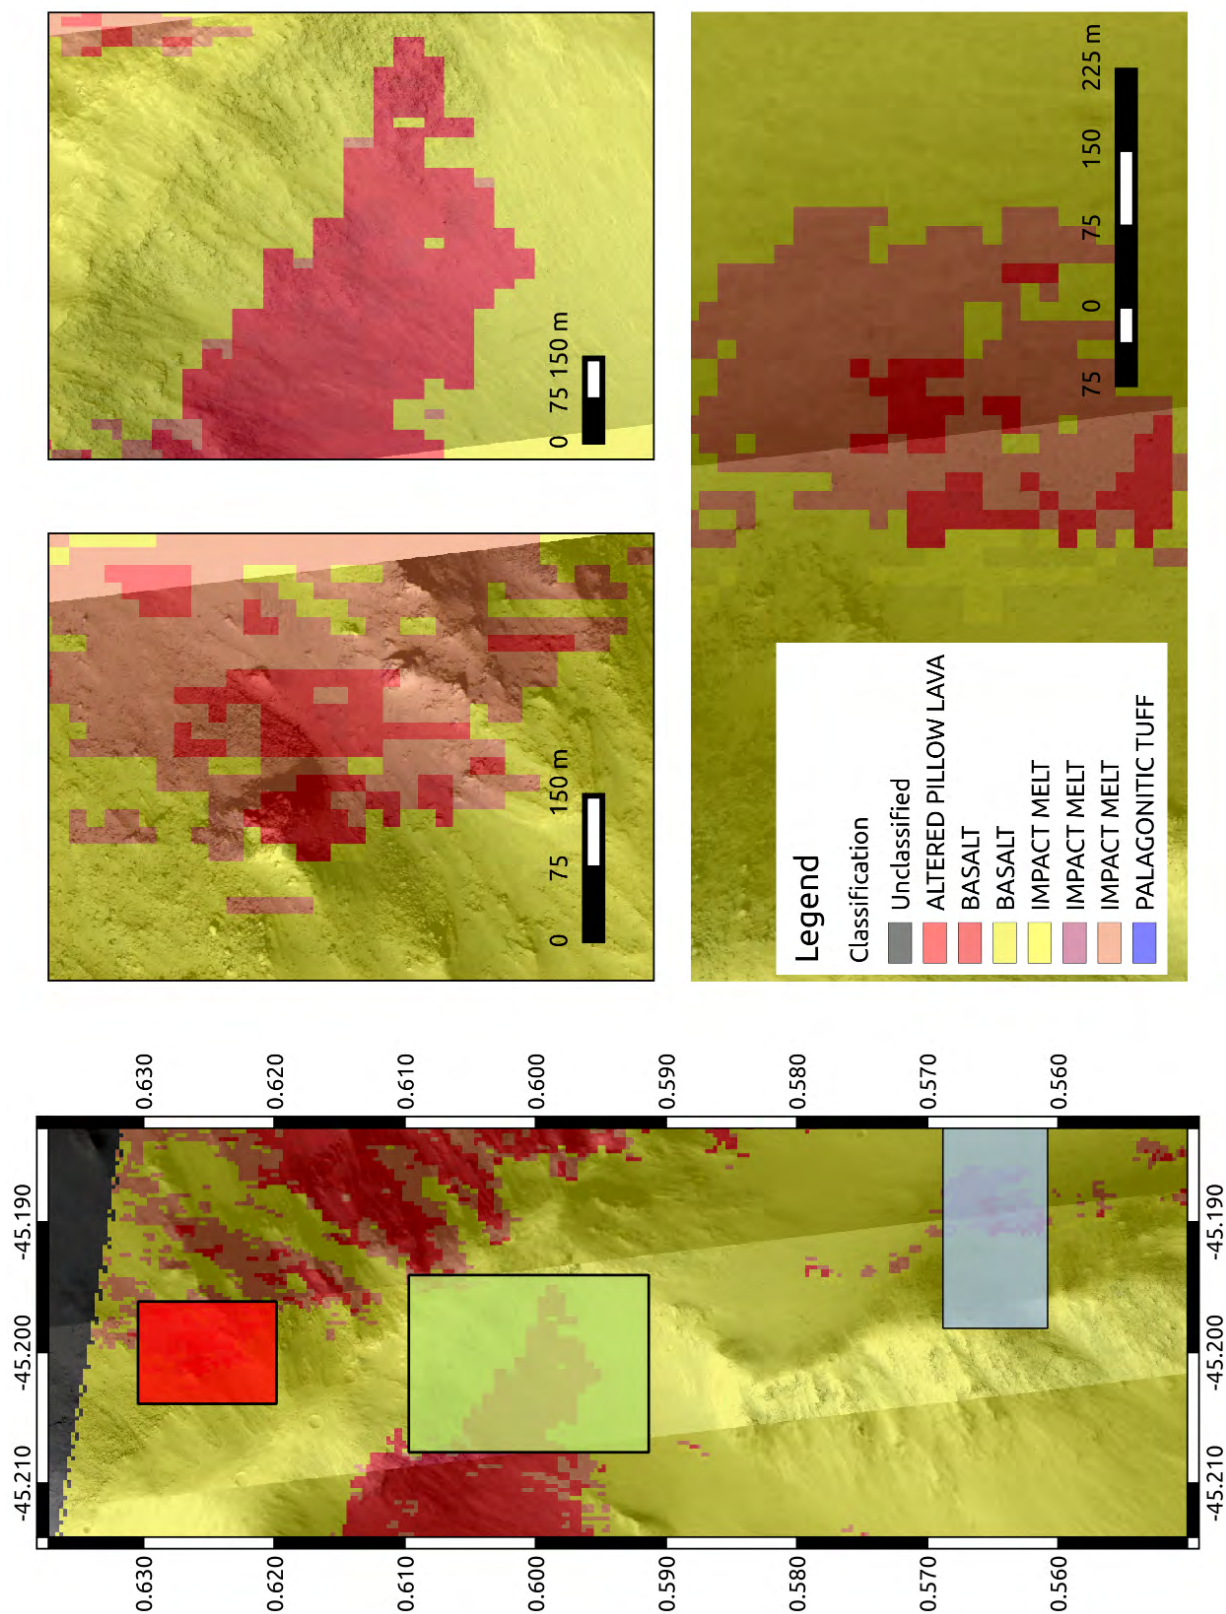 0 75 150 m
0 75 150 m
75 0 75 150 225 m
Legend
Classification
Unclassified
ALTERED PILLOW LAVA
BASALT
BASALT
IMPACT MELT
IMPACT MELT
IMPACT MELT
PALAGONITIC TUFF
0.630 0.620 0.610 0.600 0.590 0.580 0.570 0.560
-45.210 -45.200 -45.190
-45.210 -45.200 -45.190
0.630 0.620 0.610 0.600 0.590 0.580 0.570 0.560